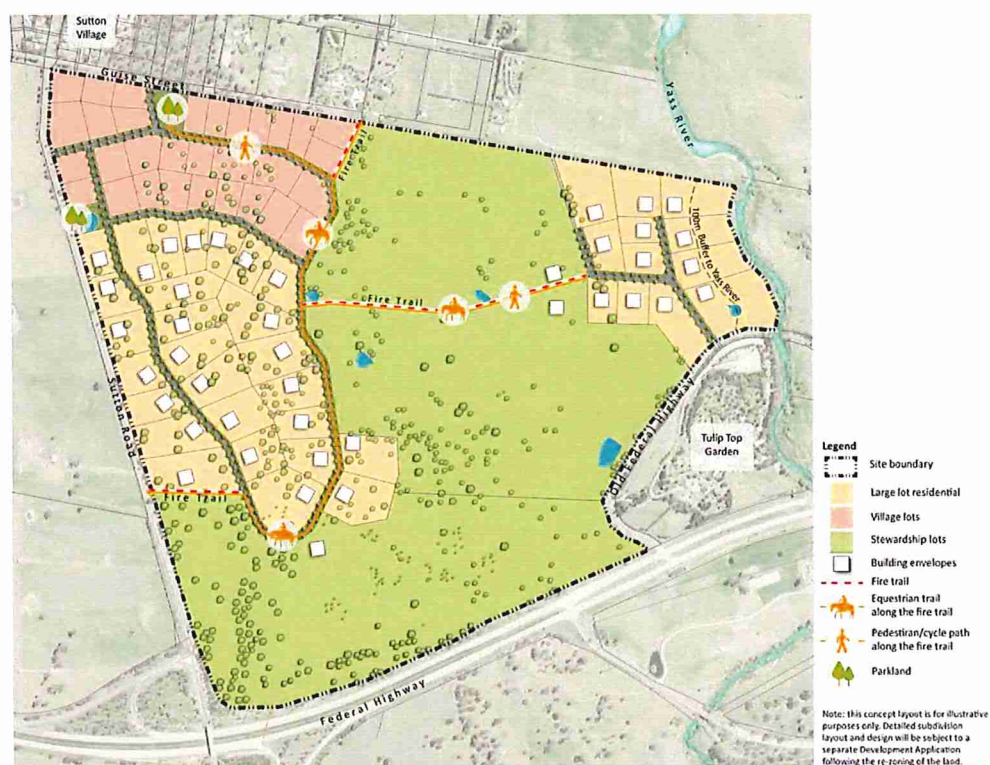 Sutton
Village
Guise Street
Yass River
Fire Trail
100m Buffer to Yass River
Fire Trail
Sutton Road
Old Federal Highway
Tulip Top
Garden
Fire Trail
Federal Highway
Legend
Site boundary
Large lot residential
Village lots
Stewardship lots
Building envelopes
Fire trail
Equestrian trail
along the fire trail
Pedestiran/cycle path
along the fire trail
Parkland
Note: this concept layout is for illustrative
purposes only. Detailed subdivision
layout and design will be subject to a
separate Development Application
following the re-zoning of the land.